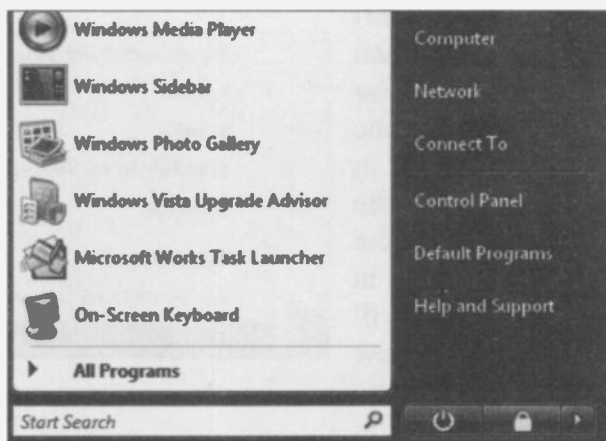 Windows Media Player
Windows Sidebar
Windows Photo Gallery
Windows Vista Upgrade Advisor
Microsoft Works Task Launcher
On-Screen Keyboard
All Programs
Start Search
Computer
Network
Connect To
Control Panel
Default Programs
Help and Support